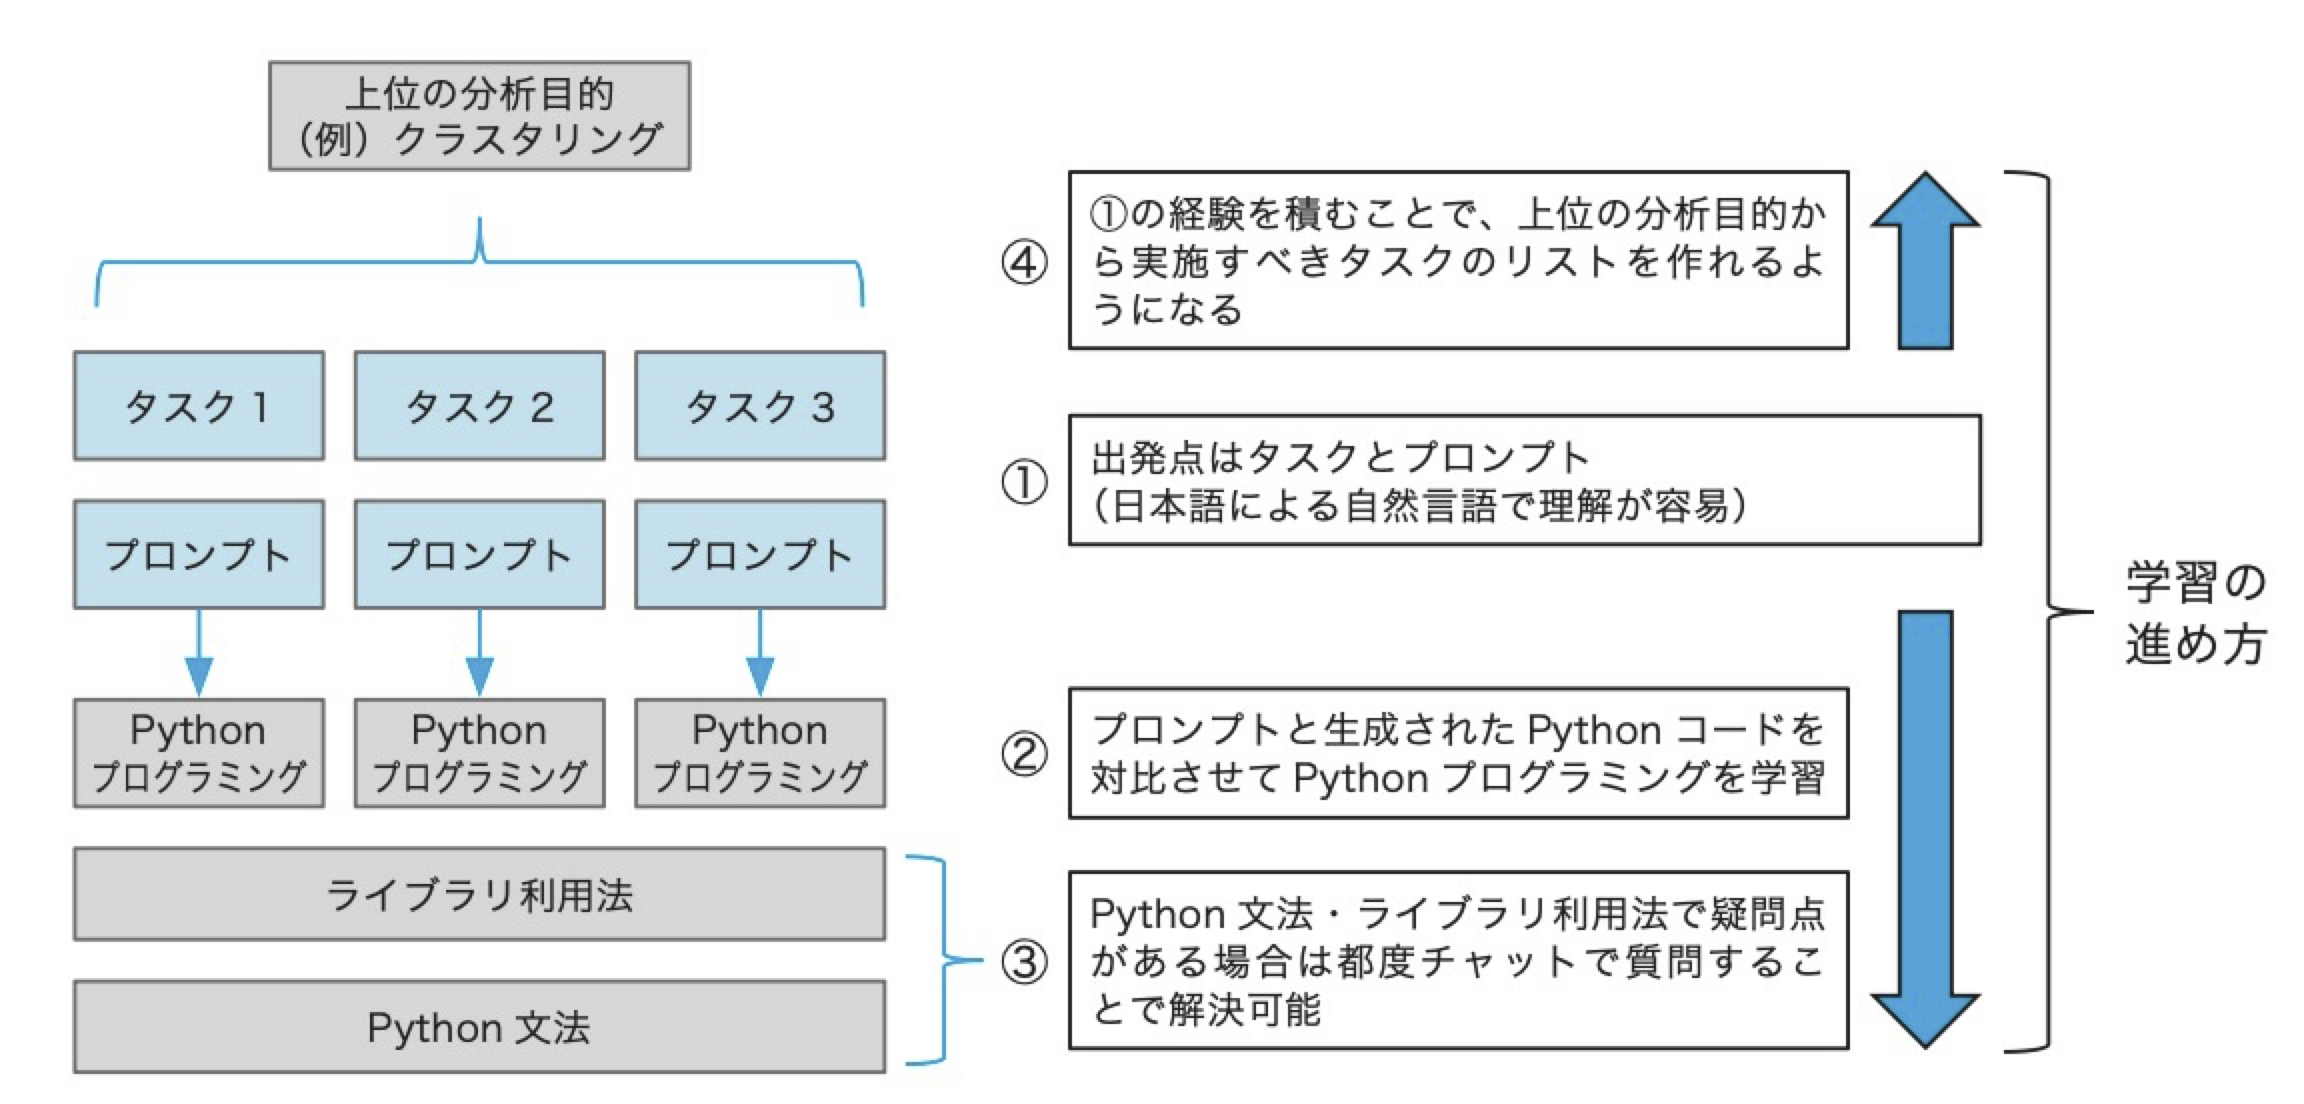 上位の分析目的
（例）クラスタリング
タスク 1
タスク 2
タスク 3
プロンプト
プロンプト
プロンプト
Python
プログラミング
Python
プログラミング
Python
プログラミング
ライブラリ利用法
Python 文法
④
①の経験を積むことで、上位の分析目的か
ら実施すべきタスクのリストを作れるよ
うになる
①
出発点はタスクとプロンプト
（日本語による自然言語で理解が容易）
②
プロンプトと生成された Python コードを
対比させて Python プログラミングを学習
③
Python 文法・ライブラリ利用法で疑問点
がある場合は都度チャットで質問するこ
とで解決可能
学習の
進め方